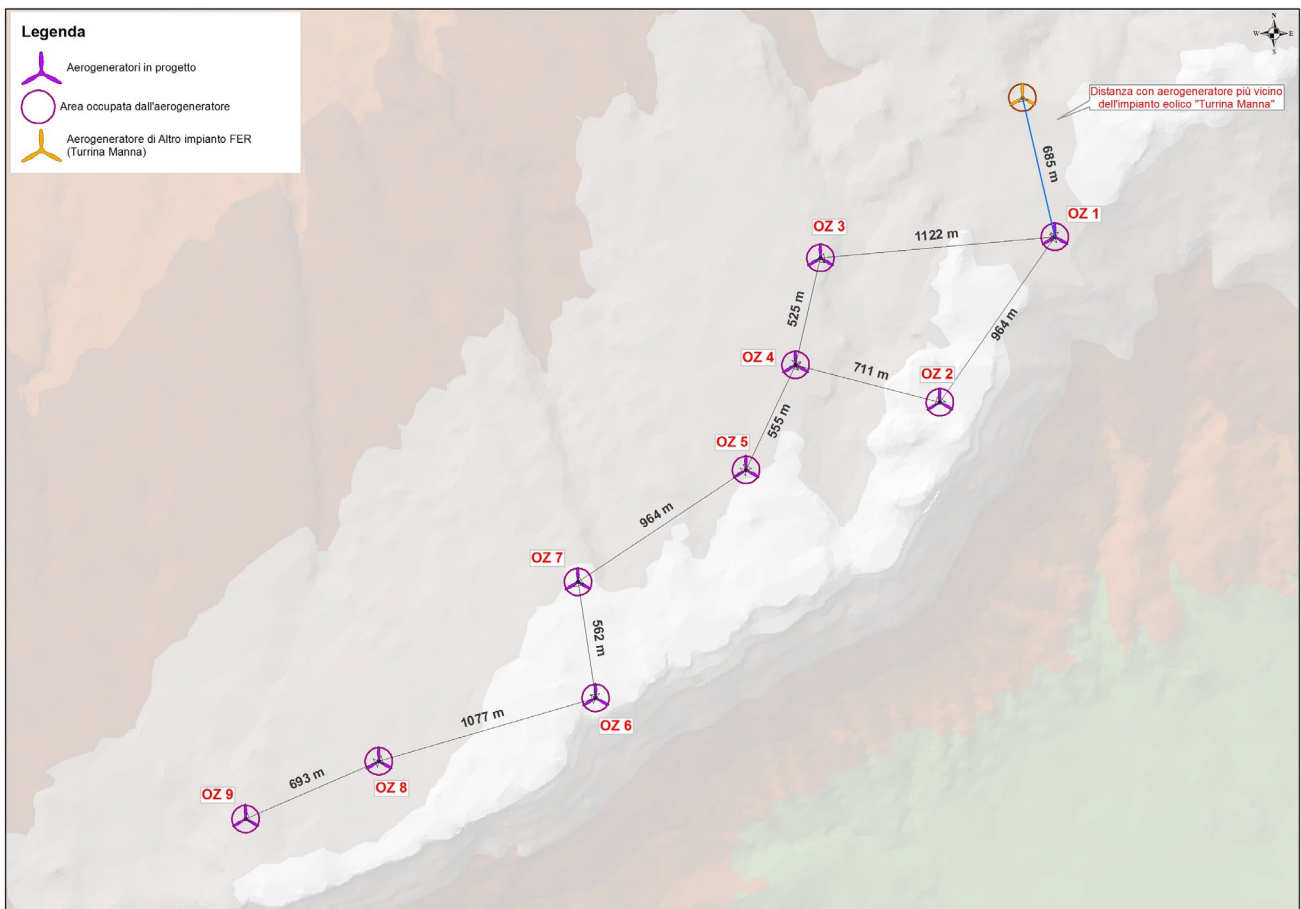 Legenda
Aerogeneratori in progetto
Area occupata dall'aerogeneratore
Aerogeneratore di Altro impianto FER
(Turrina Manna)
N
W
E
S
Distanza con aerogeneratore più vicino
dell'impianto eolico "Turrina Manna"
685 m
OZ 1
OZ 3
1122 m
525 m
964 m
OZ 4
711 m
OZ 2
555 m
OZ 5
964 m
OZ 7
562 m
OZ 6
1077 m
693 m
OZ 8
OZ 9